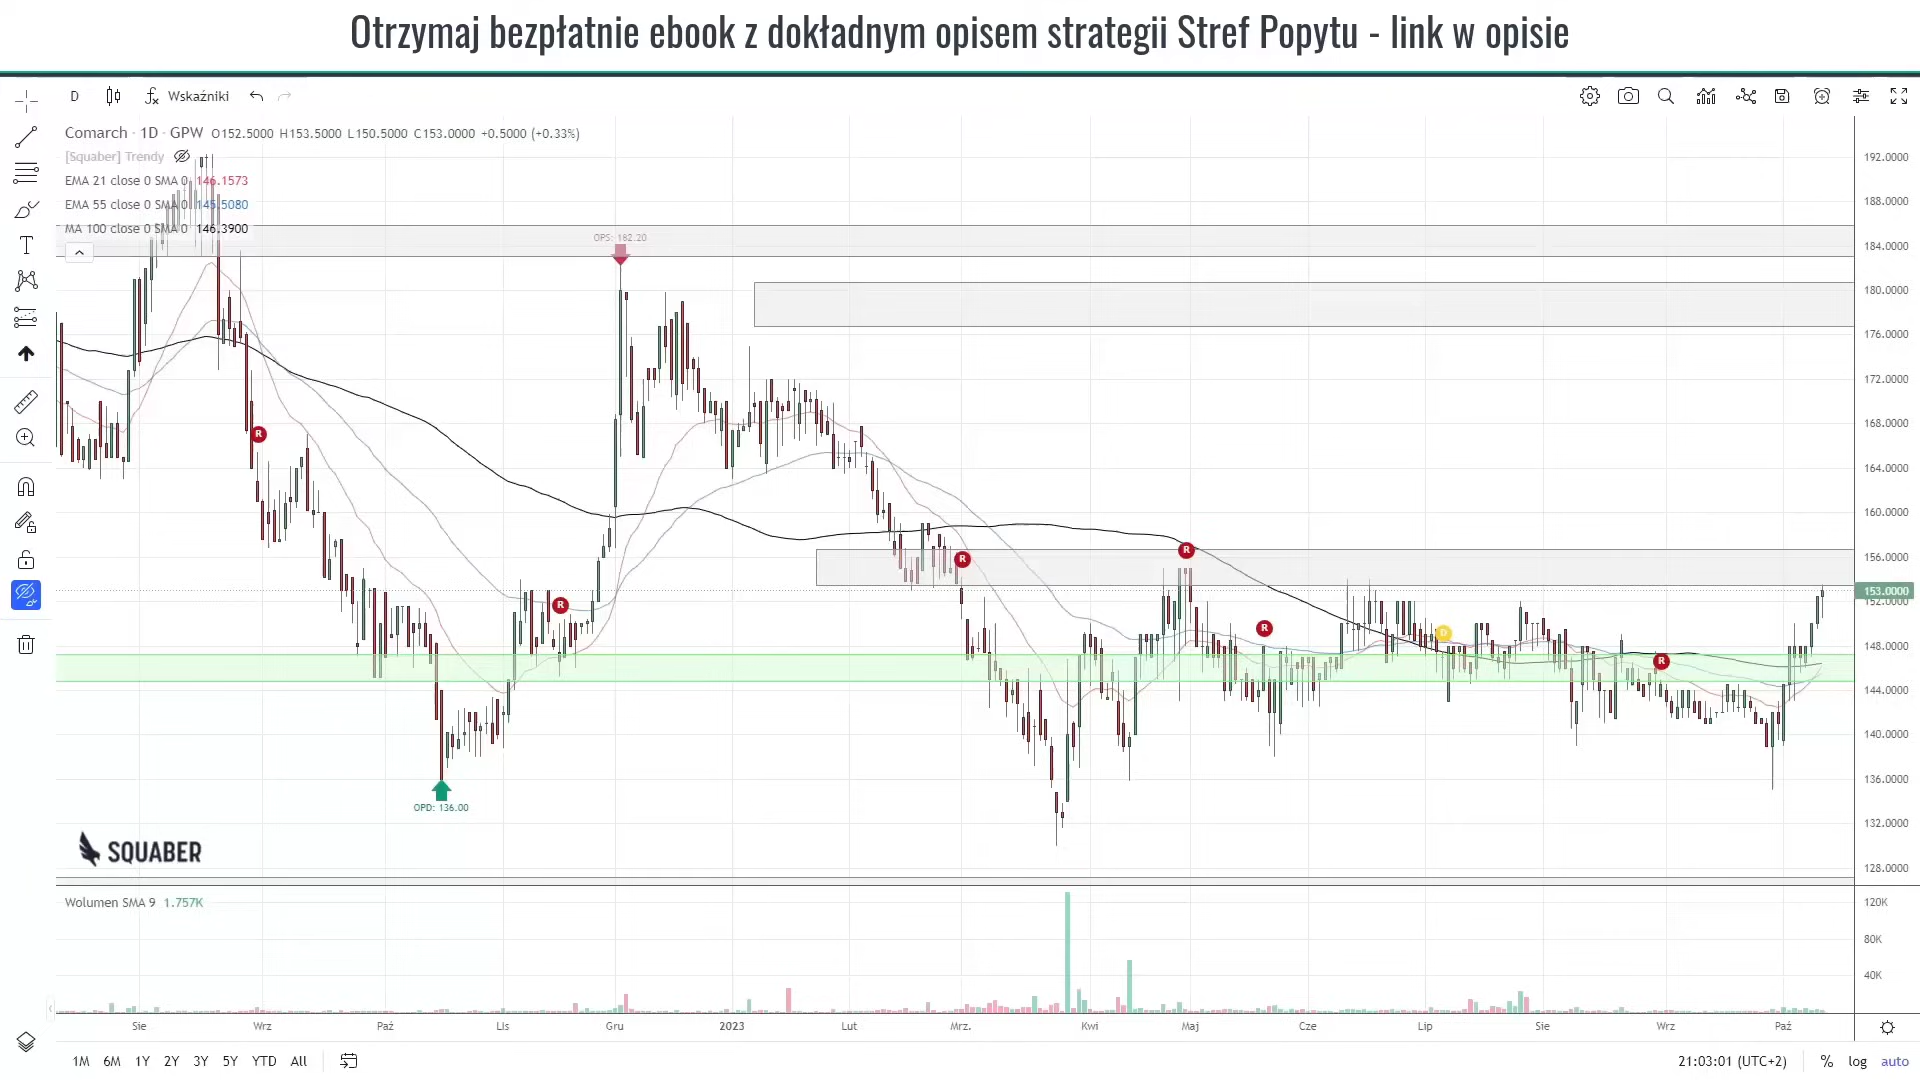 Otrzymaj bezpłatnie ebook z dokładnym opisem strategii Stref Popytu - link w opisie
D Wskaźniki
Comarch · 1D · GPW O152.5000 H153.5000 L150.5000 C153.0000 +0.5000 (+0.33%)
[Squaber] Trendy
EMA 21 close 0 SMA 0 146.1573
EMA 55 close 0 SMA 0 145.5080
MA 100 close 0 SMA 0 146.3900
192.0000
188.0000
184.0000
180.0000
176.0000
172.0000
168.0000
164.0000
160.0000
156.0000
153.0000
152.0000
148.0000
144.0000
140.0000
136.0000
132.0000
128.0000
OPS: 182.20
R
R
R
R
R
D
R
OPD: 136.00
SQUABER
Wolumen SMA 9 1.757K
120K
80K
40K
Sie Wrz Paź Lis Gru 2023 Lut Mrz. Kwi Maj Cze Lip Sie Wrz Paź
1M 6M 1Y 2Y 3Y 5Y YTD All
21:03:01 (UTC+2) % log auto